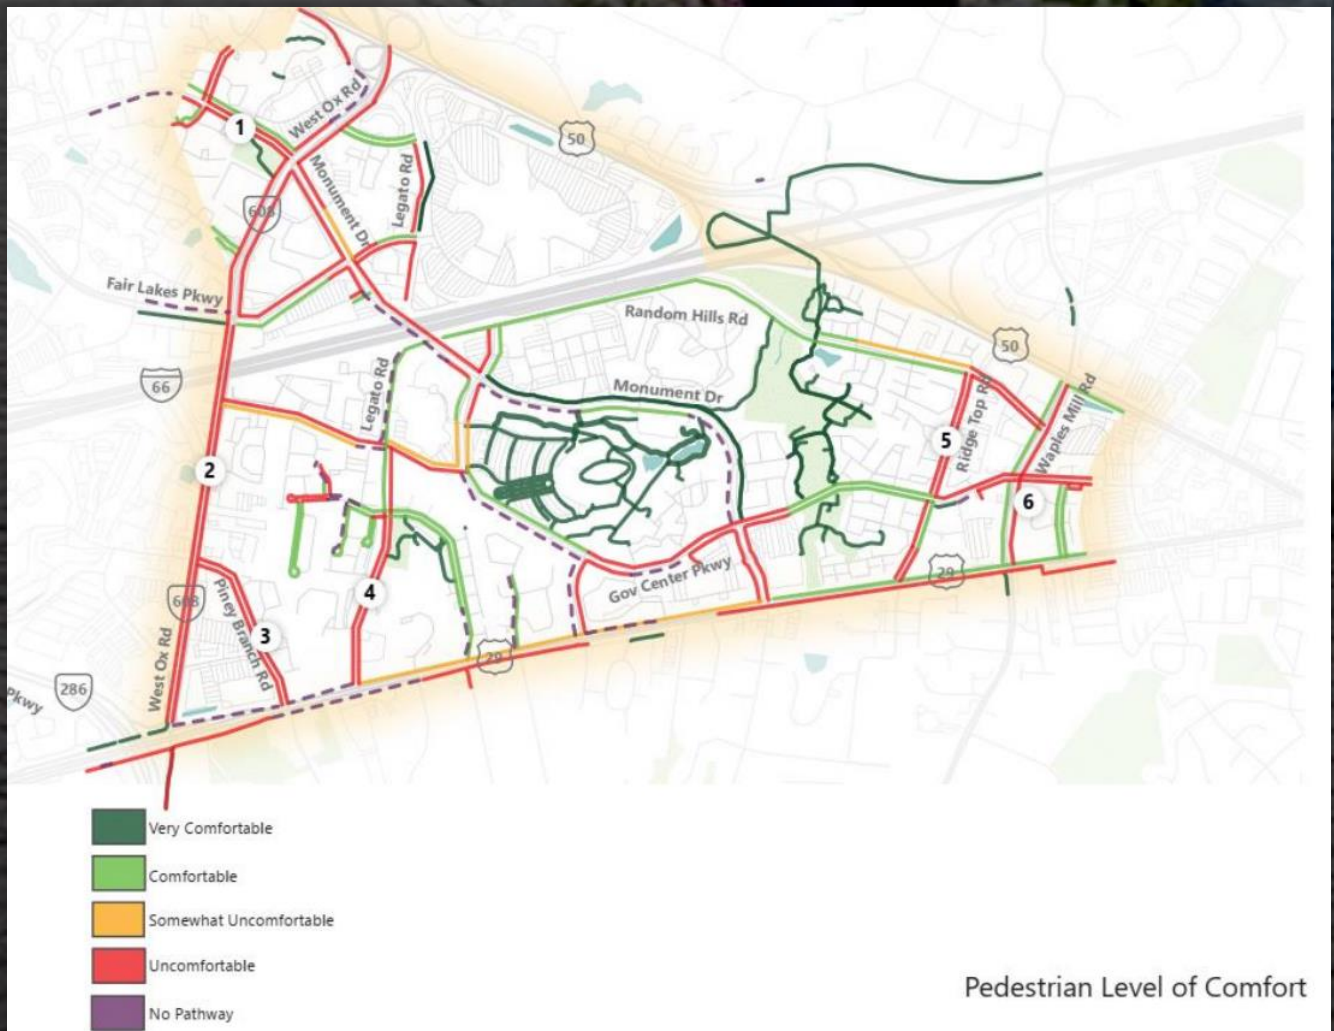 50
West Ox Rd
1
Monument Dr
Legato Rd
608
Fair Lakes Pkwy
Random Hills Rd
50
66
Legato Rd
Monument Dr
5
Ridge Top Rd
Waples Mill Rd
2
6
29
608
4
Gov Center Pkwy
Piney Branch Rd
3
29
West Ox Rd
286
Pkwy
Very Comfortable
Comfortable
Somewhat Uncomfortable
Uncomfortable
No Pathway
Pedestrian Level of Comfort